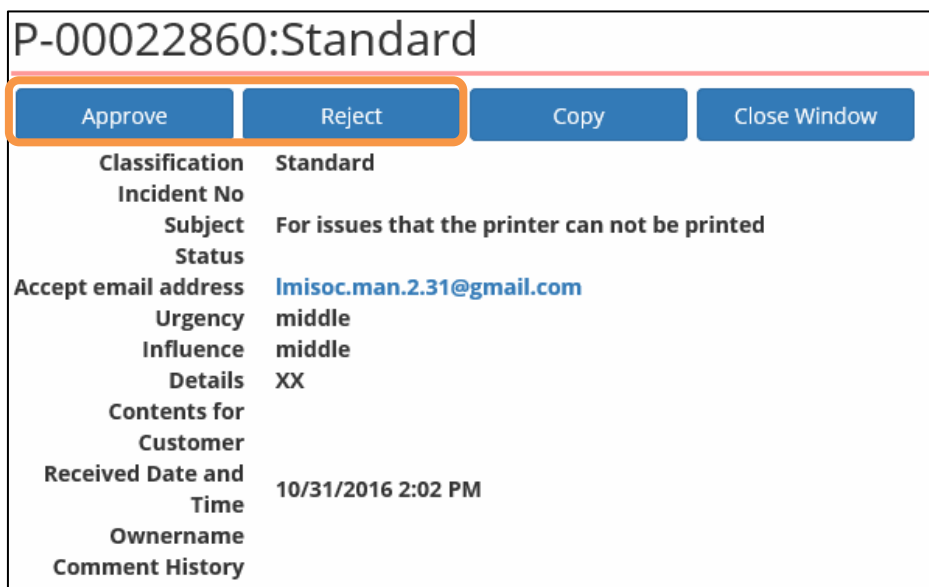 P-00022860:Standard
Approve Reject Copy Close Window
Classification Standard
Incident No
Subject For issues that the printer can not be printed
Status
Accept email address lmisoc.man.2.31@gmail.com
Urgency middle
Influence middle
Details XX
Contents for
Customer
Received Date and
Time 10/31/2016 2:02 PM
Ownername
Comment History